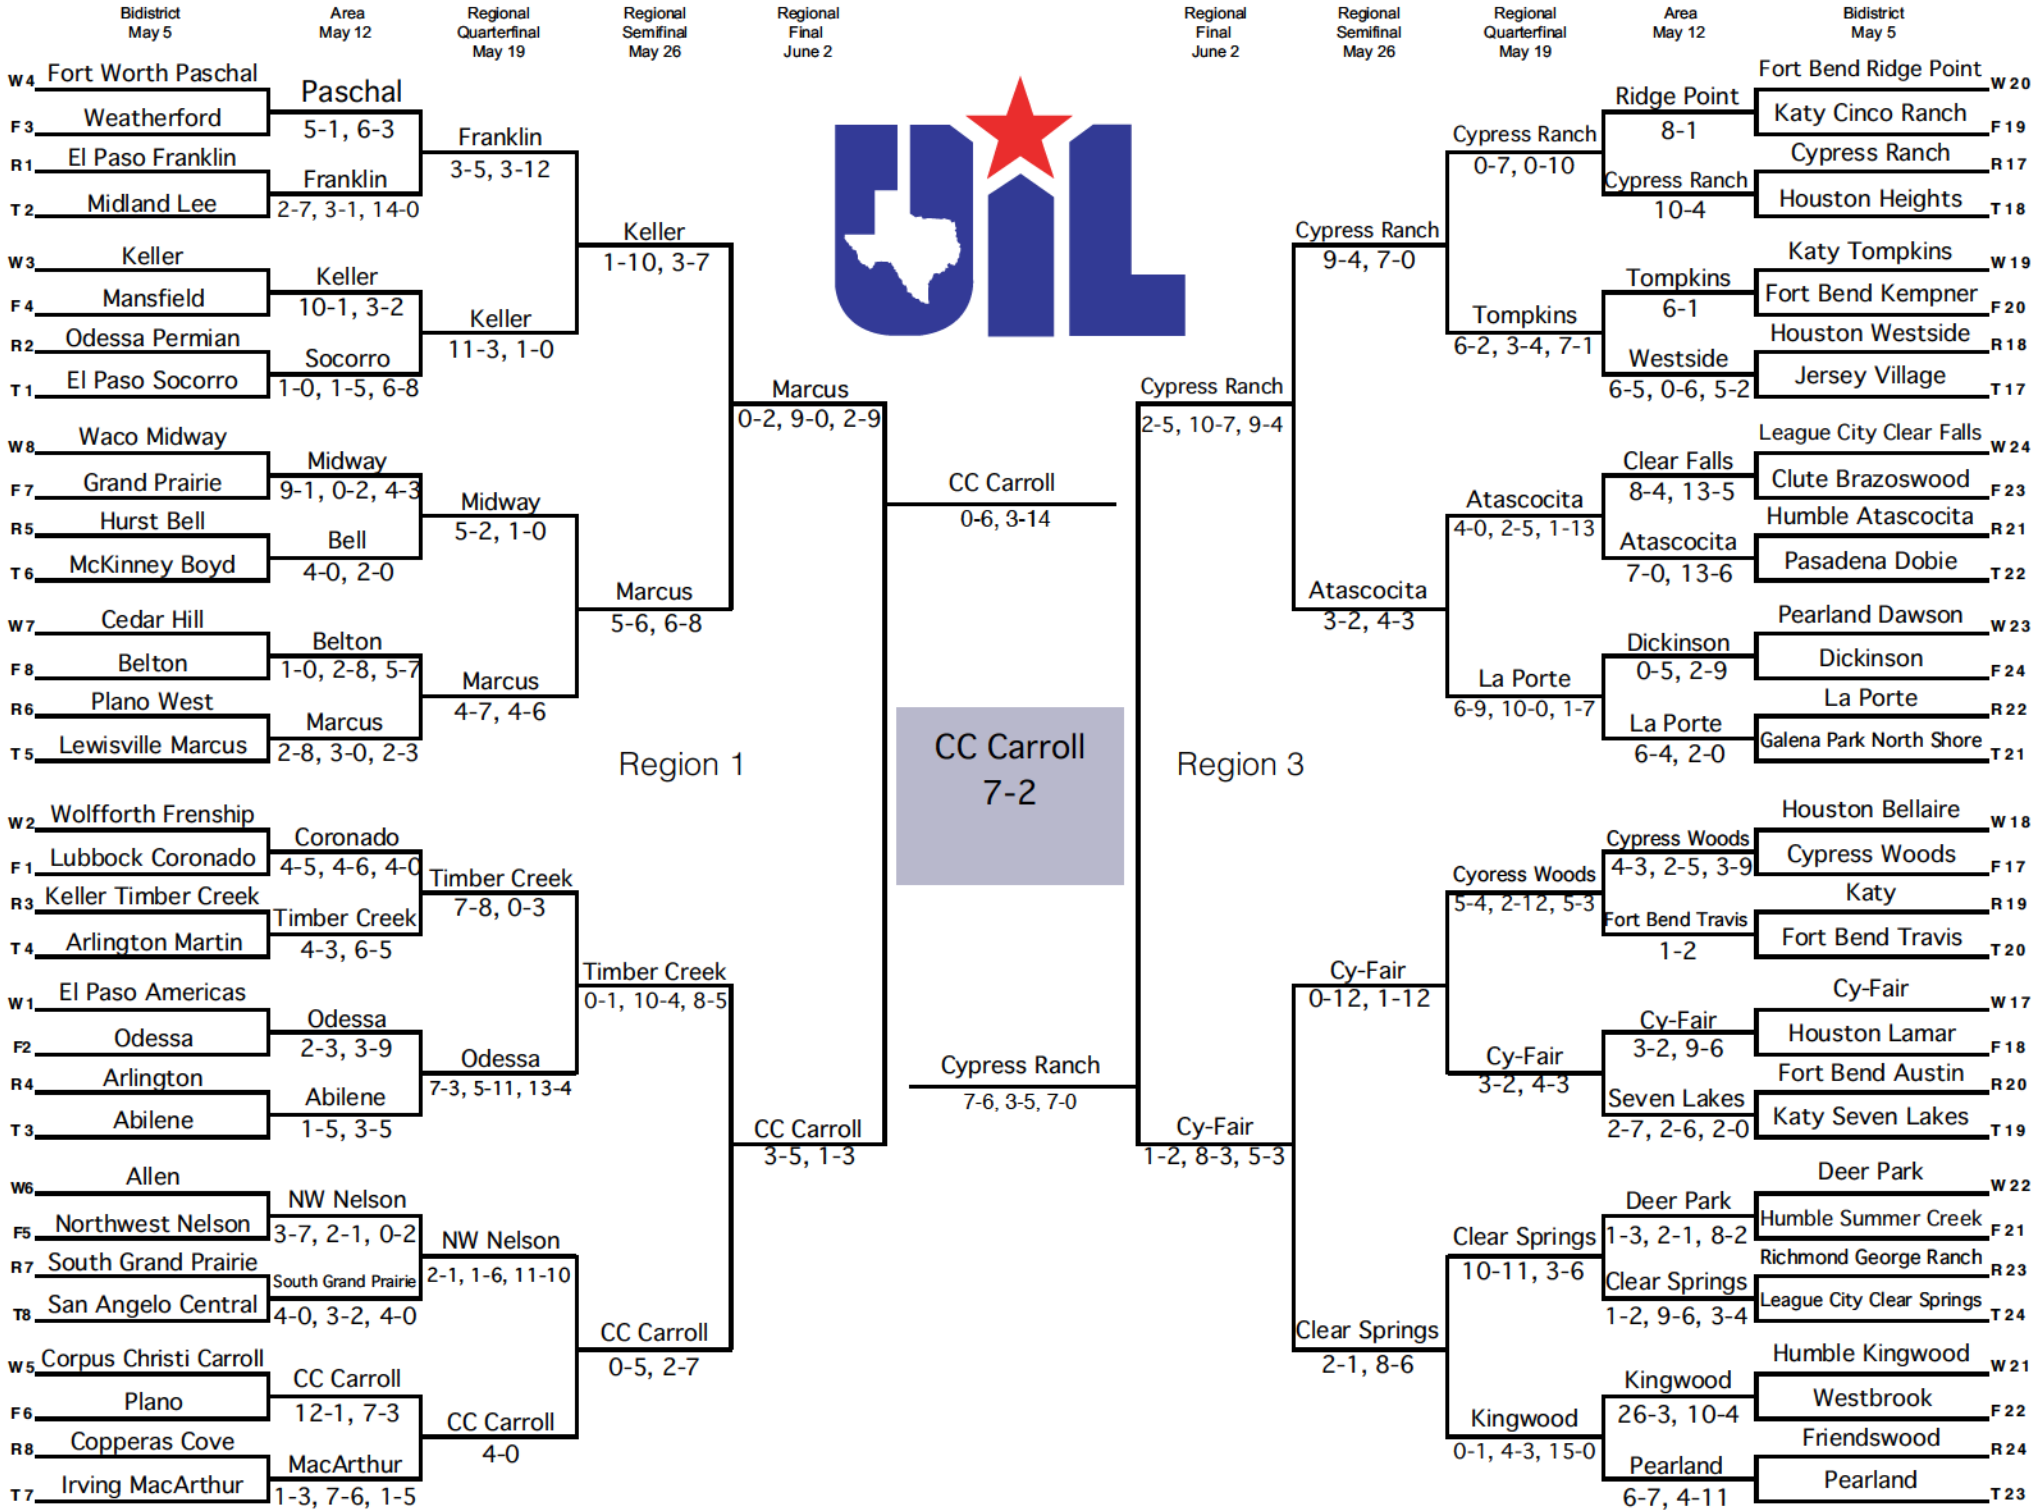 Bidistrict
May 5
Area
May 12
Regional
Quarterfinal
May 19
Regional
Semifinal
May 26
Regional
Final
June 2
Regional
Final
June 2
Regional
Semifinal
May 26
Regional
Quarterfinal
May 19
Area
May 12
Bidistrict
May 5
W4 Fort Worth Paschal
F3 Weatherford
R1 El Paso Franklin
T2 Midland Lee
W3 Keller
F4 Mansfield
R2 Odessa Permian
T1 El Paso Socorro
W8 Waco Midway
F7 Grand Prairie
R5 Hurst Bell
T6 McKinney Boyd
W7 Cedar Hill
F8 Belton
R6 Plano West
T5 Lewisville Marcus
W2 Wolfforth Frenship
F1 Lubbock Coronado
R3 Keller Timber Creek
T4 Arlington Martin
W1 El Paso Americas
F2 Odessa
R4 Arlington
T3 Abilene
W6 Allen
F5 Northwest Nelson
R7 South Grand Prairie
T8 San Angelo Central
W5 Corpus Christi Carroll
F6 Plano
R8 Copperas Cove
T7 Irving MacArthur
Paschal
5-1, 6-3
Franklin
2-7, 3-1, 14-0
Keller
10-1, 3-2
Socorro
1-0, 1-5, 6-8
Midway
9-1, 0-2, 4-3
Bell
4-0, 2-0
Belton
1-0, 2-8, 5-7
Marcus
2-8, 3-0, 2-3
Coronado
4-5, 4-6, 4-0
Timber Creek
4-3, 6-5
Odessa
2-3, 3-9
Abilene
1-5, 3-5
NW Nelson
3-7, 2-1, 0-2
South Grand Prairie
4-0, 3-2, 4-0
CC Carroll
12-1, 7-3
MacArthur
1-3, 7-6, 1-5
Franklin
3-5, 3-12
Keller
11-3, 1-0
Midway
5-2, 1-0
Marcus
4-7, 4-6
Timber Creek
7-8, 0-3
Odessa
7-3, 5-11, 13-4
NW Nelson
2-1, 1-6, 11-10
CC Carroll
4-0
Keller
1-10, 3-7
Marcus
5-6, 6-8
Timber Creek
0-1, 10-4, 8-5
CC Carroll
0-5, 2-7
Marcus
0-2, 9-0, 2-9
CC Carroll
3-5, 1-3
Region 1
UIL
CC Carroll
0-6, 3-14
CC Carroll
7-2
Cypress Ranch
7-6, 3-5, 7-0
Region 3
Cypress Ranch
2-5, 10-7, 9-4
Cy-Fair
1-2, 8-3, 5-3
Cypress Ranch
9-4, 7-0
Atascocita
3-2, 4-3
Cy-Fair
0-12, 1-12
Clear Springs
2-1, 8-6
Cypress Ranch
0-7, 0-10
Tompkins
6-2, 3-4, 7-1
Atascocita
4-0, 2-5, 1-13
La Porte
6-9, 10-0, 1-7
Cyoress Woods
5-4, 2-12, 5-3
Cy-Fair
3-2, 4-3
Clear Springs
10-11, 3-6
Kingwood
0-1, 4-3, 15-0
Ridge Point
8-1
Cypress Ranch
10-4
Tompkins
6-1
Westside
6-5, 0-6, 5-2
Clear Falls
8-4, 13-5
Atascocita
7-0, 13-6
Dickinson
0-5, 2-9
La Porte
6-4, 2-0
Cypress Woods
4-3, 2-5, 3-9
Fort Bend Travis
1-2
Cy-Fair
3-2, 9-6
Seven Lakes
2-7, 2-6, 2-0
Deer Park
1-3, 2-1, 8-2
Clear Springs
1-2, 9-6, 3-4
Kingwood
26-3, 10-4
Pearland
6-7, 4-11
Fort Bend Ridge Point W20
Katy Cinco Ranch F19
Cypress Ranch R17
Houston Heights T18
Katy Tompkins W19
Fort Bend Kempner F20
Houston Westside R18
Jersey Village T17
League City Clear Falls W24
Clute Brazoswood F23
Humble Atascocita R21
Pasadena Dobie T22
Pearland Dawson W23
Dickinson F24
La Porte R22
Galena Park North Shore T21
Houston Bellaire W18
Cypress Woods F17
Katy R19
Fort Bend Travis T20
Cy-Fair W17
Houston Lamar F18
Fort Bend Austin R20
Katy Seven Lakes T19
Deer Park W22
Humble Summer Creek F21
Richmond George Ranch R23
League City Clear Springs T24
Humble Kingwood W21
Westbrook F22
Friendswood R24
Pearland T23